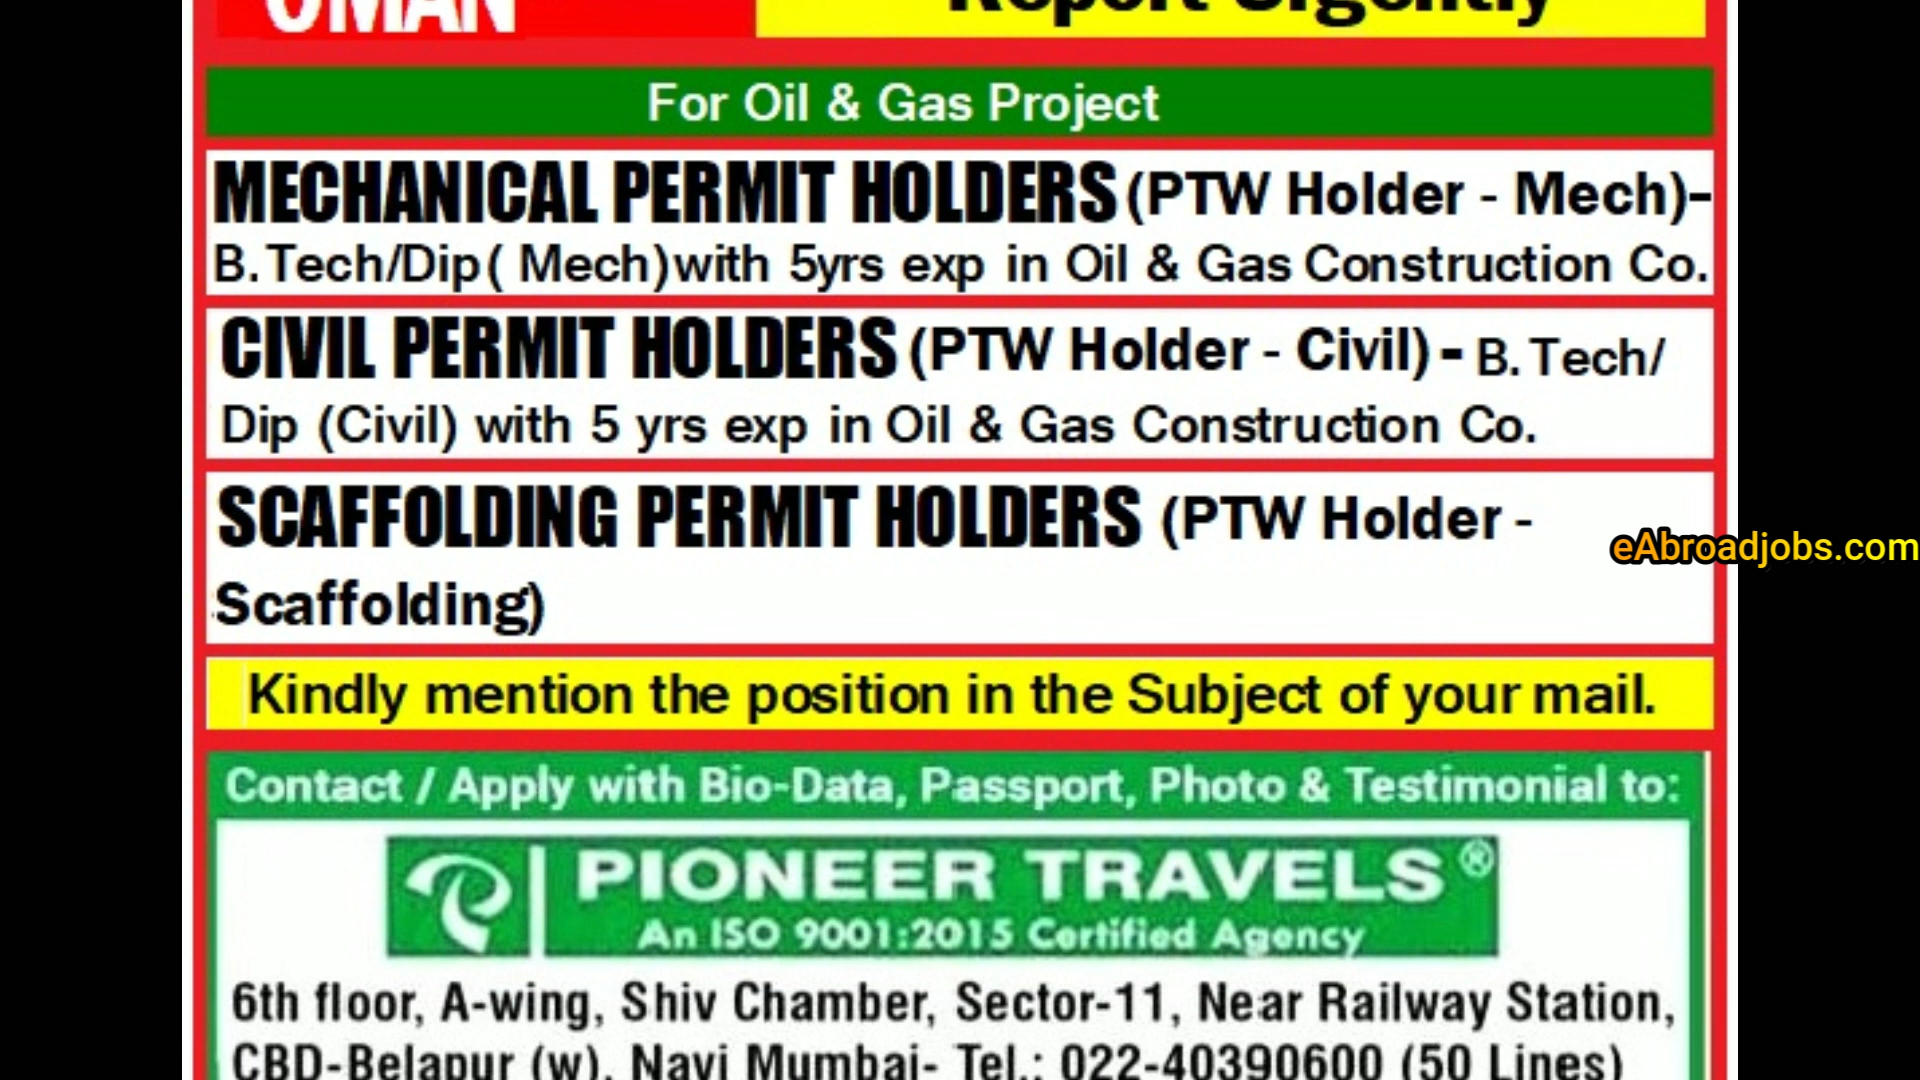 OMAN
Report Urgently
For Oil & Gas Project
MECHANICAL PERMIT HOLDERS (PTW Holder - Mech)-
B. Tech/Dip( Mech)with 5yrs exp in Oil & Gas Construction Co.
CIVIL PERMIT HOLDERS (PTW Holder - Civil) - B. Tech/
Dip (Civil) with 5 yrs exp in Oil & Gas Construction Co.
SCAFFOLDING PERMIT HOLDERS (PTW Holder -
Scaffolding)
eAbroadjobs.com
Kindly mention the position in the Subject of your mail.
Contact / Apply with Bio-Data, Passport, Photo & Testimonial to:
PIONEER TRAVELS ®
An ISO 9001:2015 Certified Agency
6th floor, A-wing, Shiv Chamber, Sector-11, Near Railway Station,
CBD-Belapur (w), Navi Mumbai- Tel.: 022-40390600 (50 Lines)